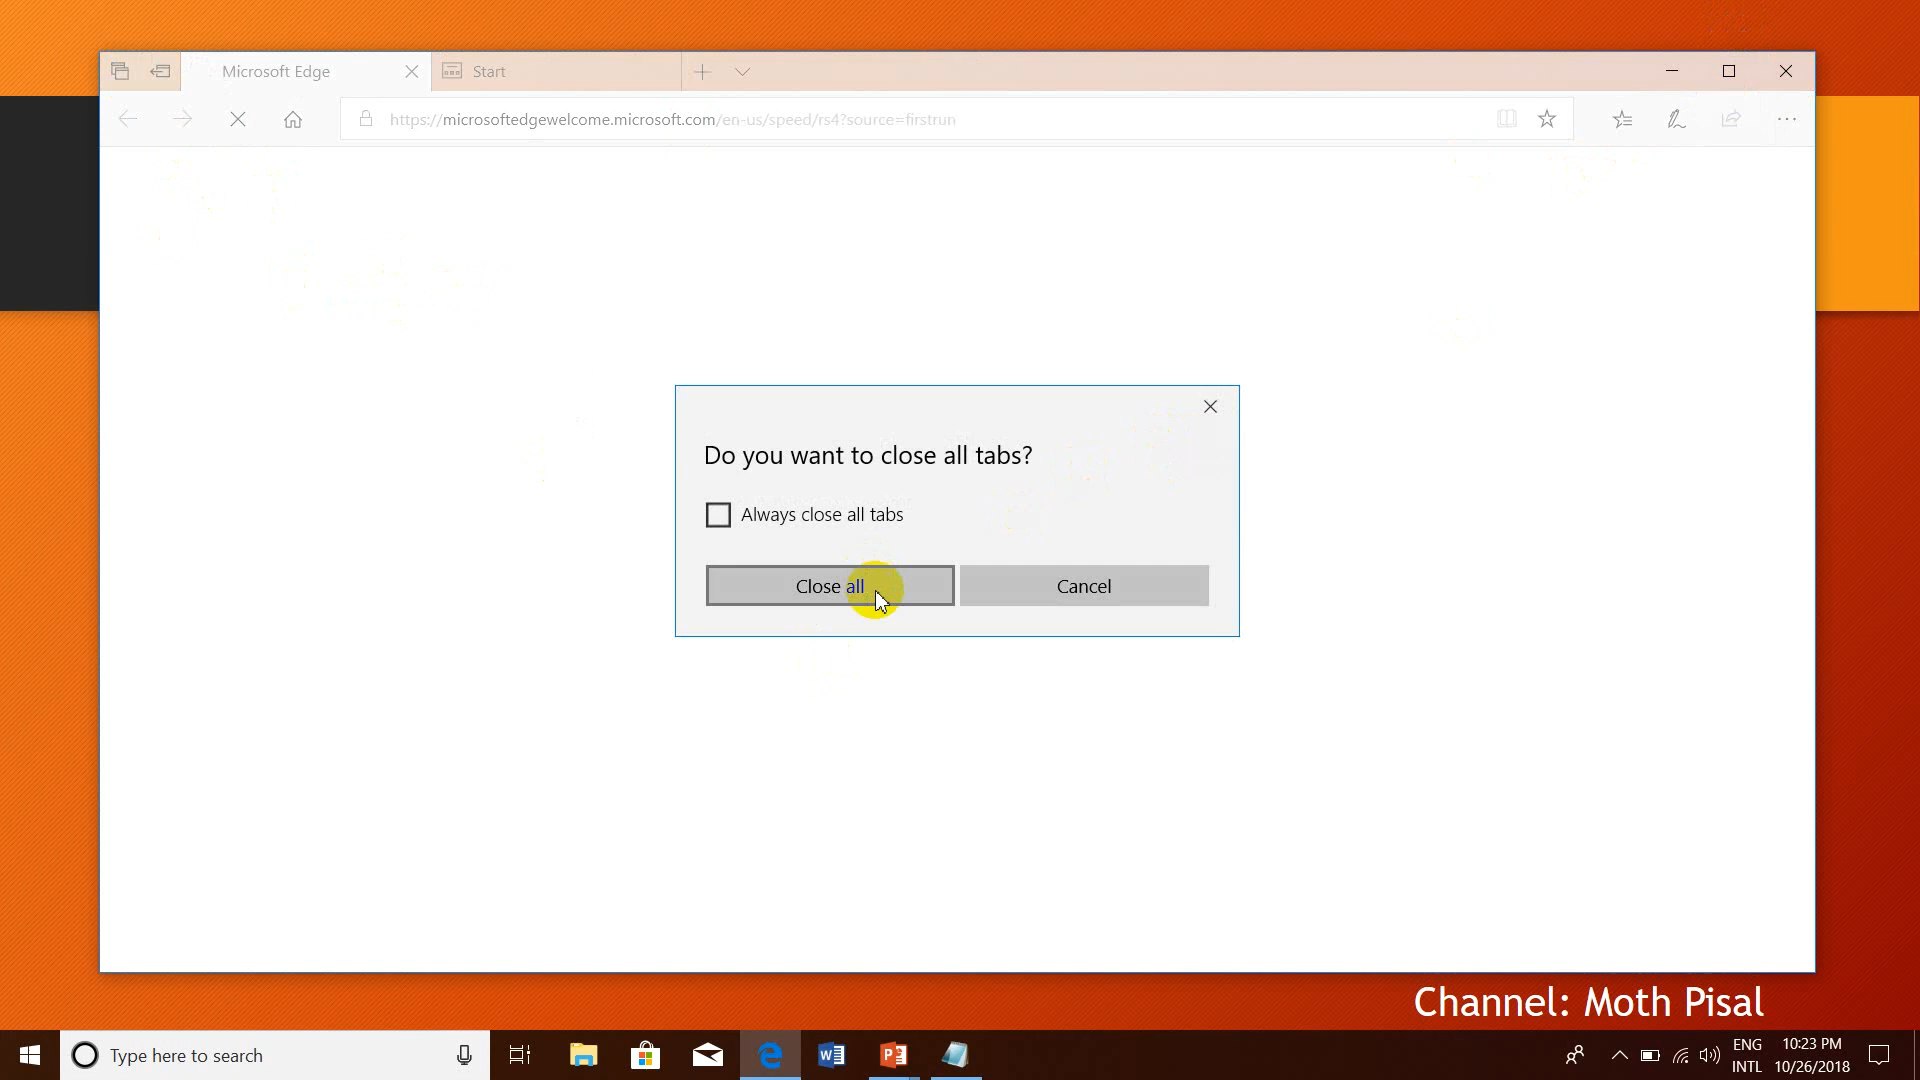 Microsoft Edge
Start
https://microsoftedgewelcome.microsoft.com/en-us/speed/rs4?source=firstrun
Do you want to close all tabs?
Always close all tabs
Close all
Cancel
Channel: Moth Pisal
Type here to search
ENG
INTL
10:23 PM
10/26/2018